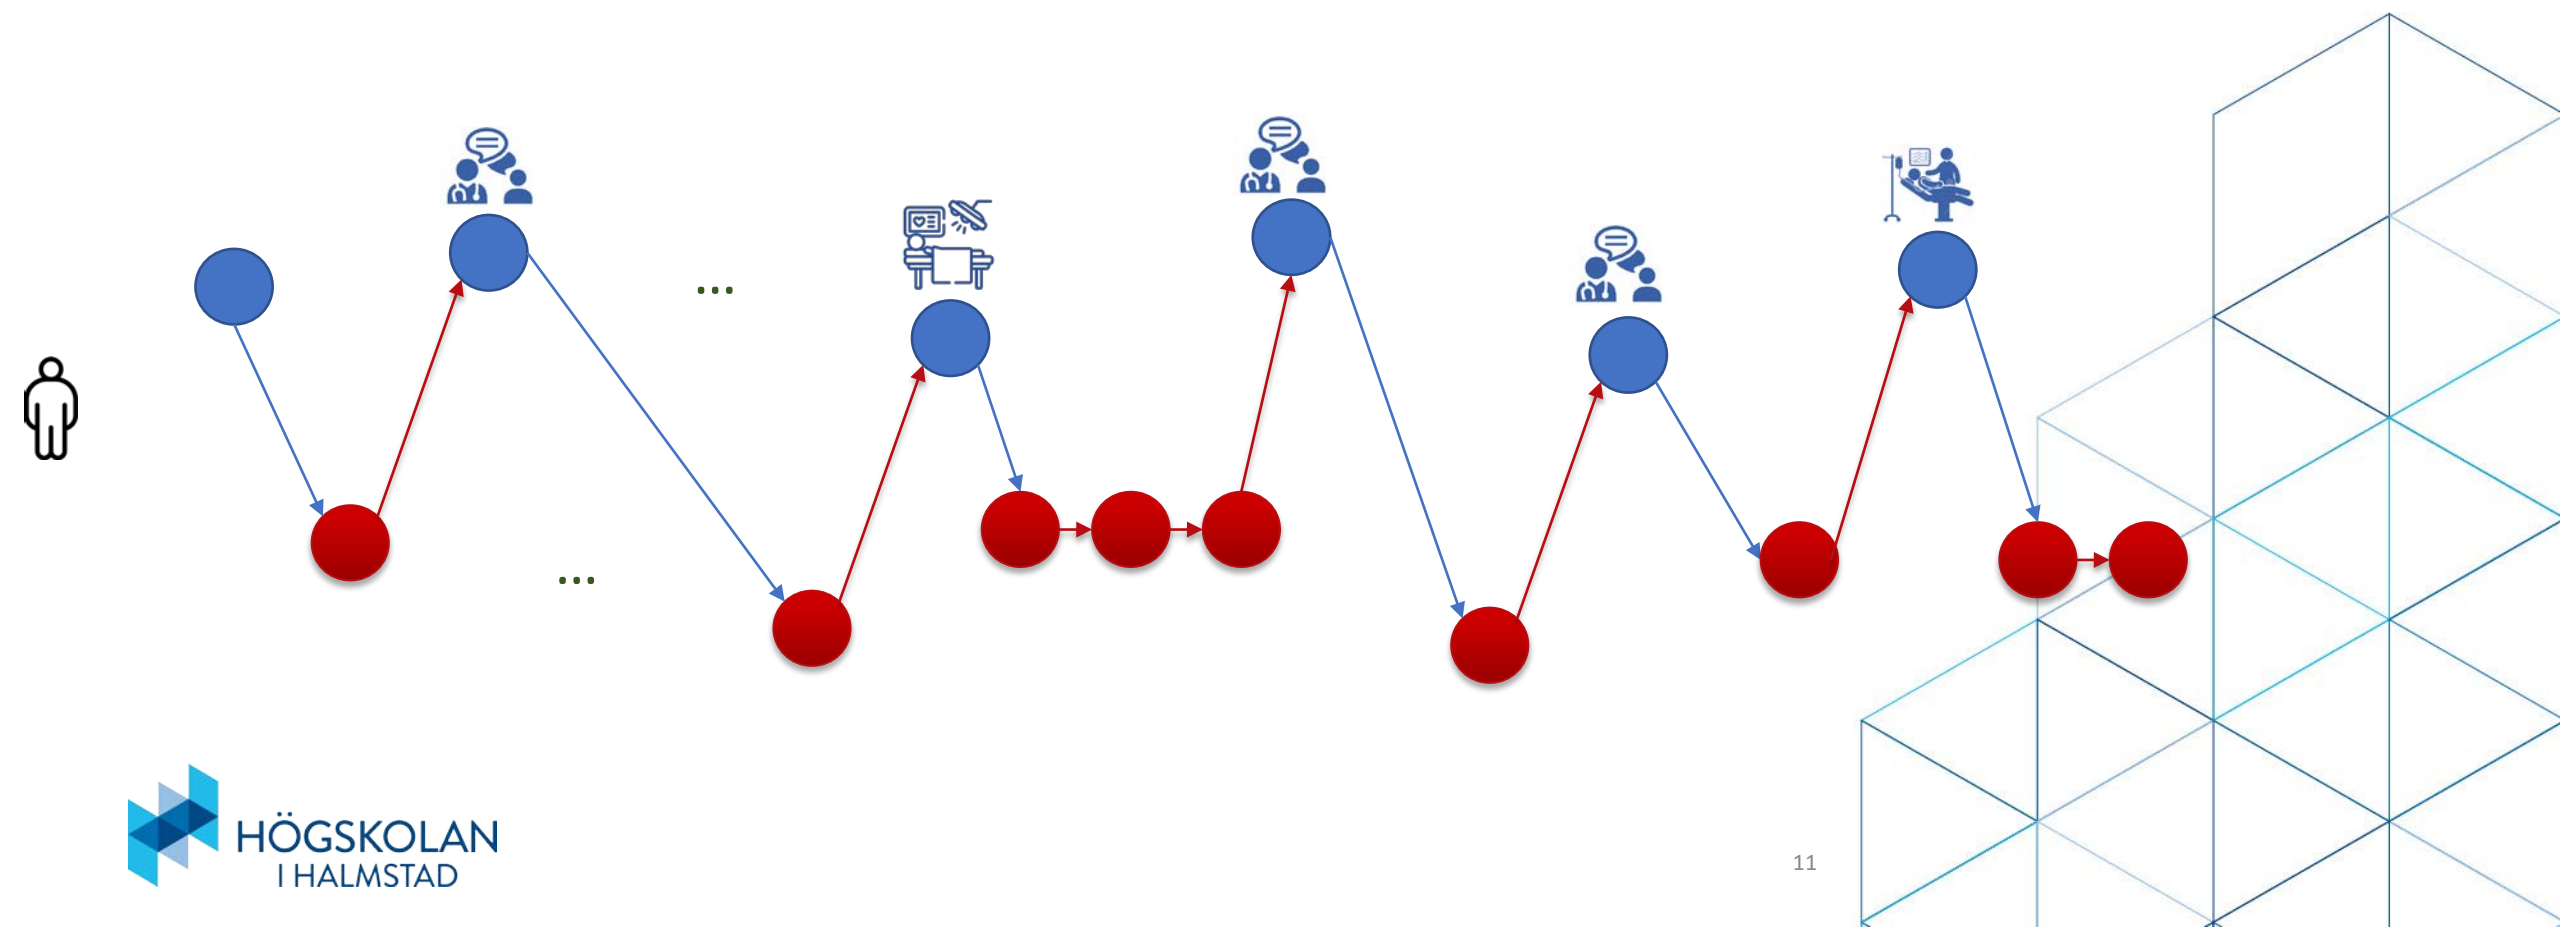 ...
...
HÖGSKOLAN
I HALMSTAD
11